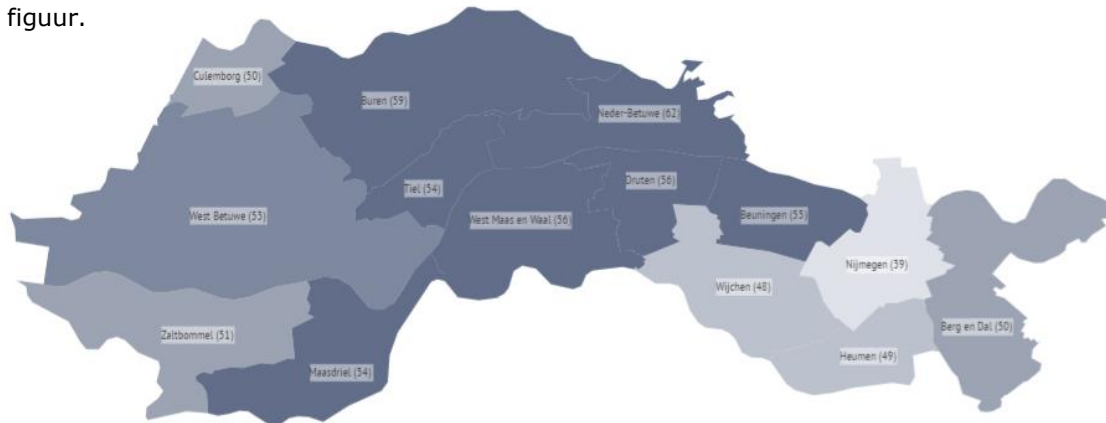 figuur.
Culemborg (50)
Buren (59)
Neder-Betuwe (62)
Tiel (54)
Druten (56)
West Betuwe (53)
West Maas en Waal (56)
Beuningen (55)
Nijmegen (39)
Wijchen (48)
Zaltbommel (51)
Berg en Dal (50)
Heumen (49)
Maasdriel (54)